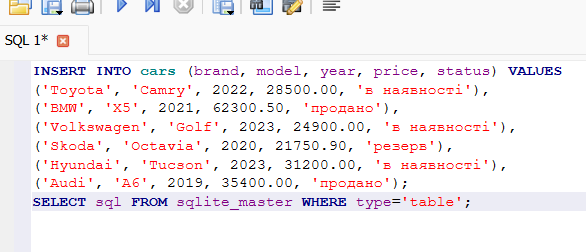 SQL 1*
INSERT INTO cars (brand, model, year, price, status) VALUES
('Toyota', 'Camry', 2022, 28500.00, 'в наявності'),
('BMW', 'X5', 2021, 62300.50, 'продано'),
('Volkswagen', 'Golf', 2023, 24900.00, 'в наявності'),
('Skoda', 'Octavia', 2020, 21750.90, 'резерв'),
('Hyundai', 'Tucson', 2023, 31200.00, 'в наявності'),
('Audi', 'A6', 2019, 35400.00, 'продано');
SELECT sql FROM sqlite_master WHERE type='table';